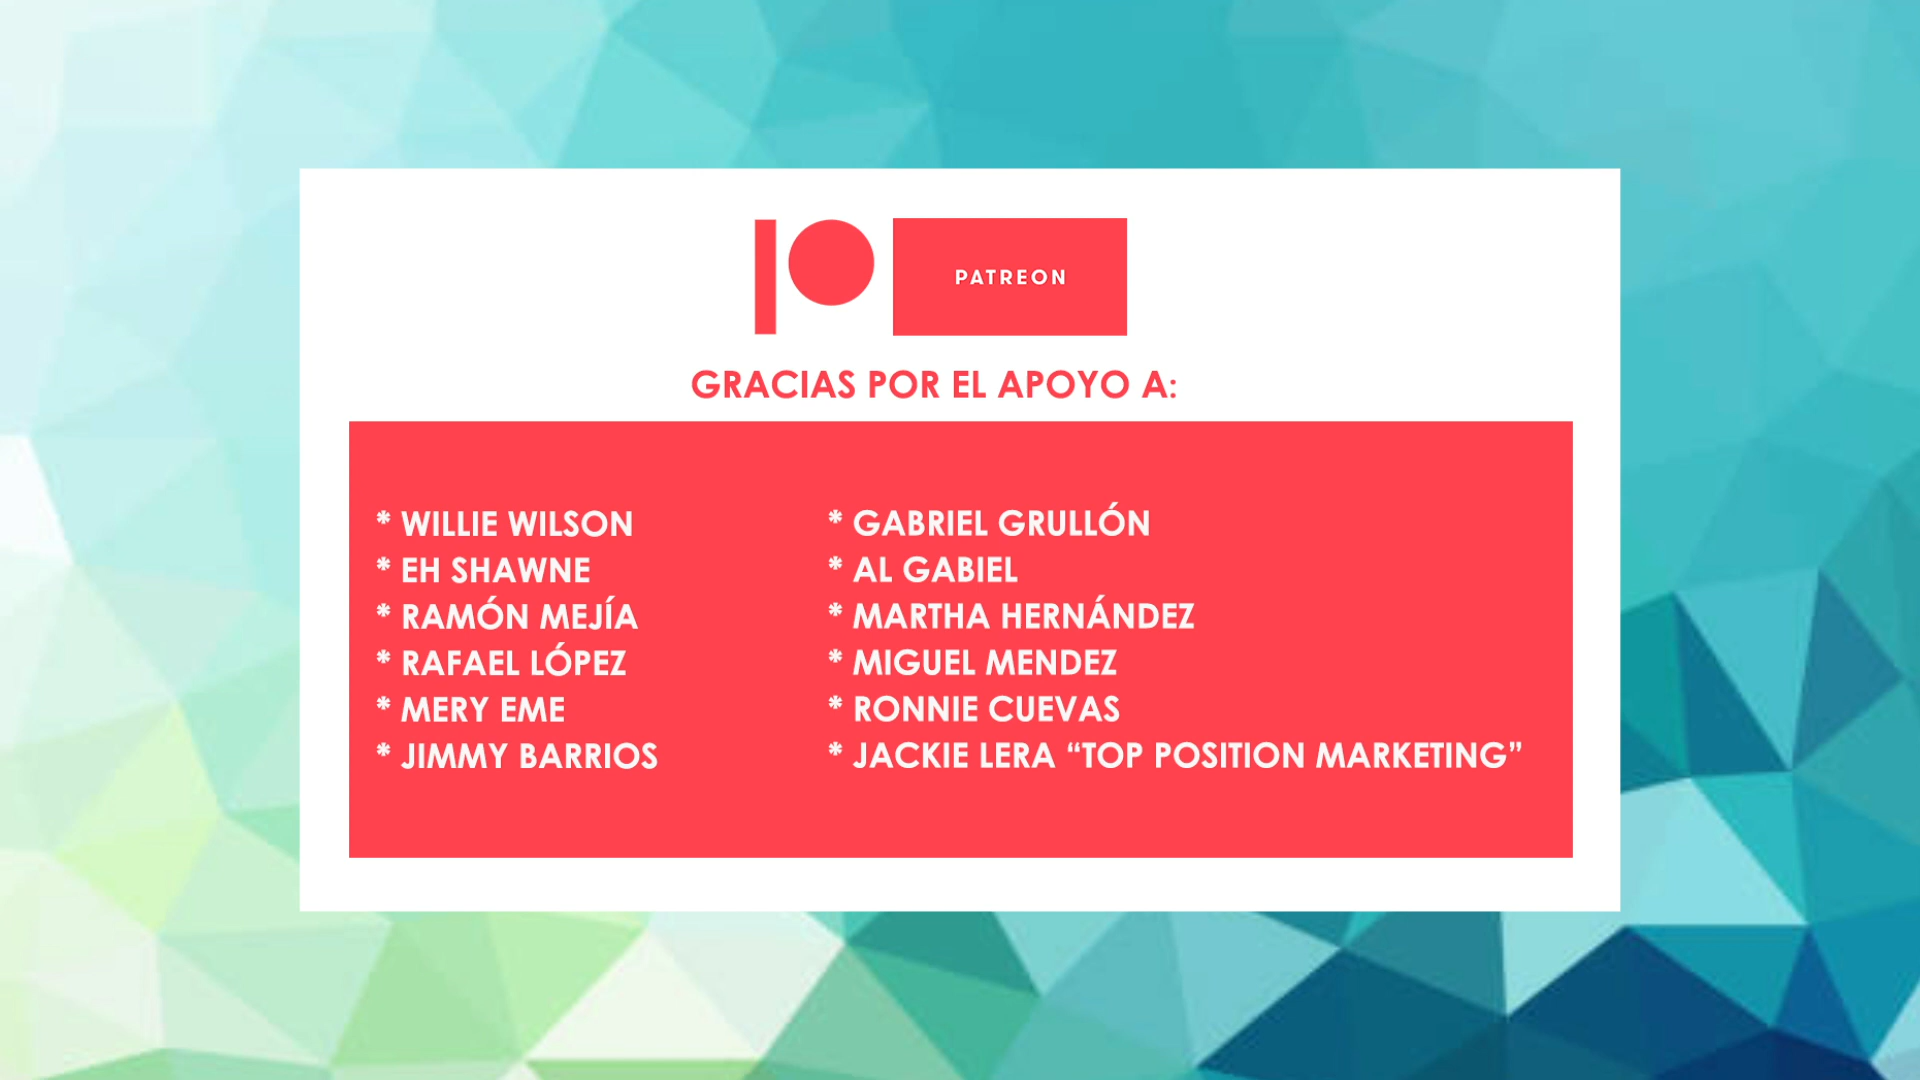 PATREON
GRACIAS POR EL APOYO A:
* WILLIE WILSON
* EH SHAWNE
* RAMÓN MEJÍA
* RAFAEL LÓPEZ
* MERY EME
* JIMMY BARRIOS
* GABRIEL GRULLÓN
* AL GABIEL
* MARTHA HERNÁNDEZ
* MIGUEL MENDEZ
* RONNIE CUEVAS
* JACKIE LERA “TOP POSITION MARKETING”